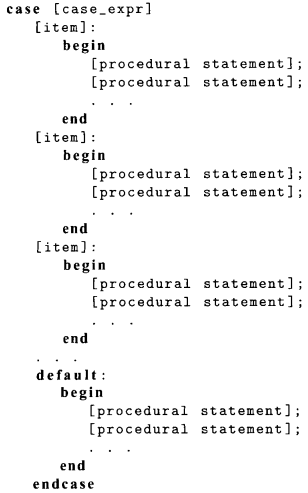 case [case_expr]
[item]:
begin
[procedural statement];
[procedural statement];
. . .
end
[item]:
begin
[procedural statement];
[procedural statement];
. . .
end
[item]:
begin
[procedural statement];
[procedural statement];
. . .
end
. . .
default:
begin
[procedural statement];
[procedural statement];
. . .
end
endcase